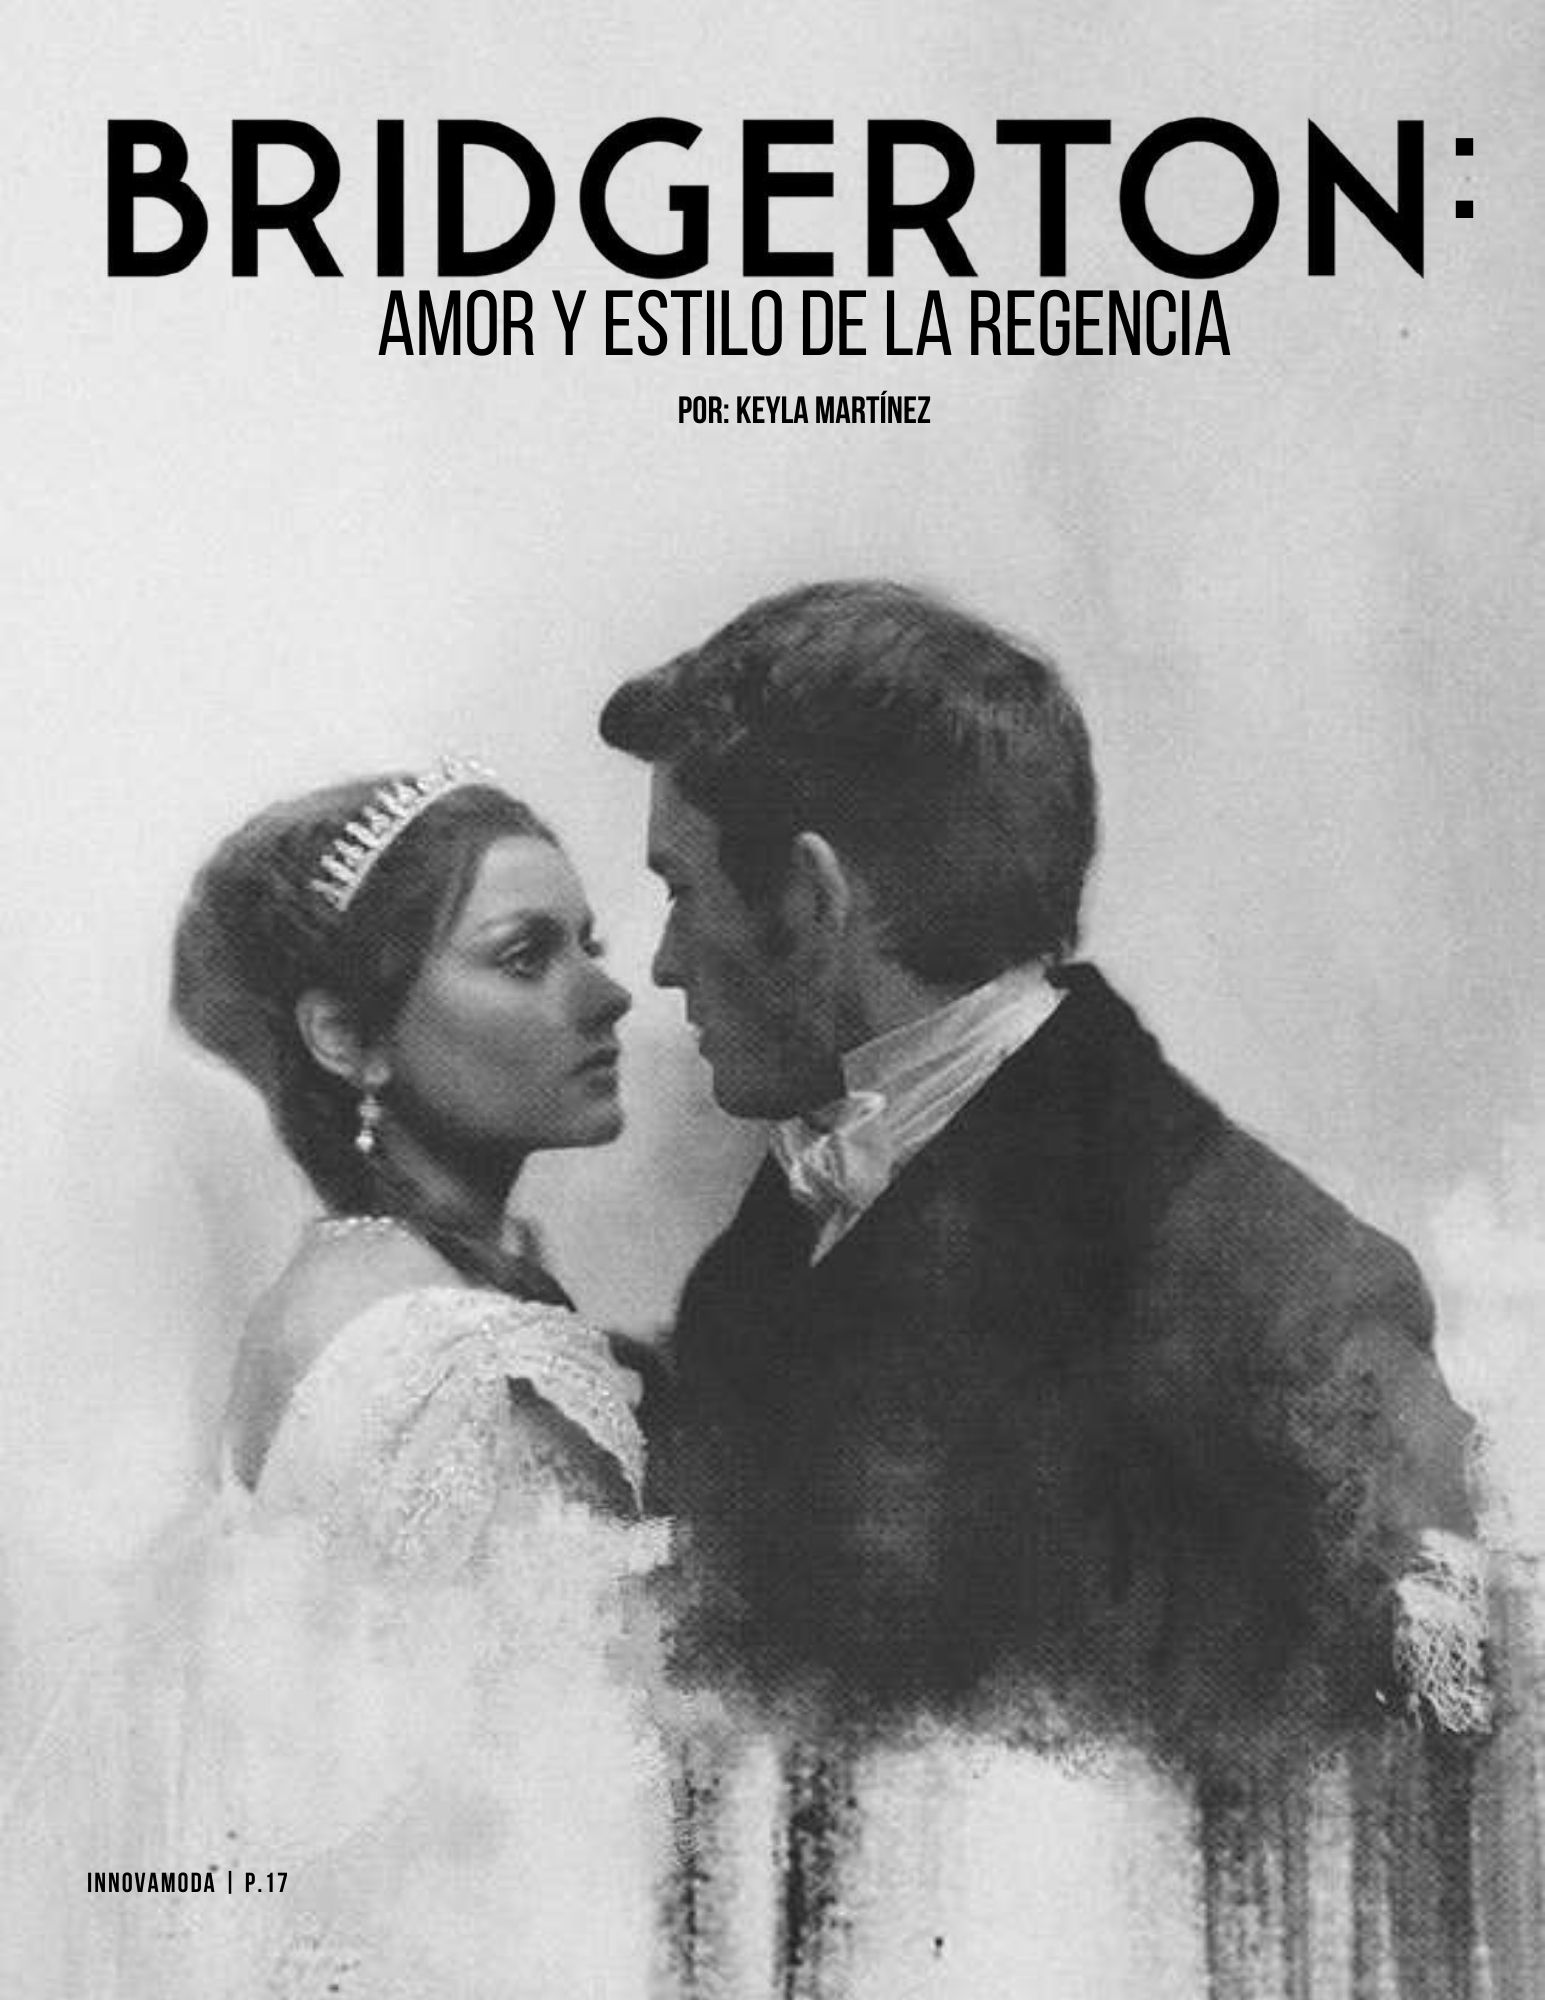 BRIDGERTON:
AMOR Y ESTILO DE LA REGENCIA
POR: KEYLA MARTÍNEZ
INNOVAMODA | P.17